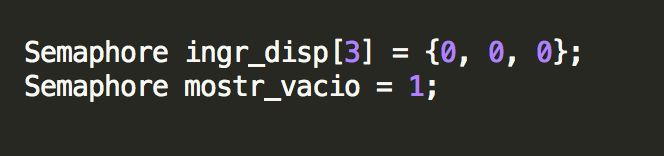 Semaphore ingr_disp[3] = {0, 0, 0};
Semaphore mostr_vacio = 1;